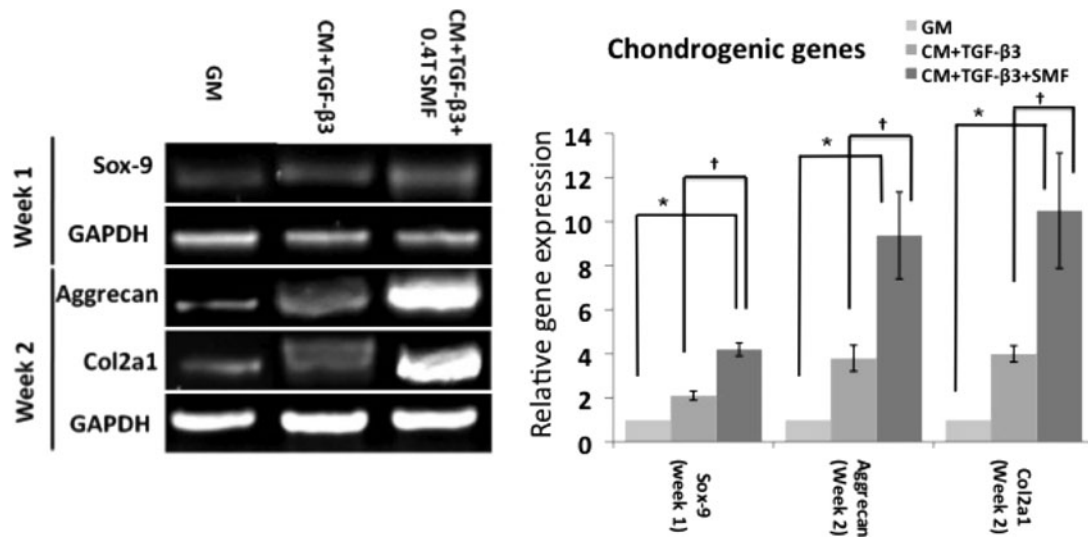 GM
CM+TGF-β3
CM+TGF-β3+
0.4T SMF
Week 1
Sox-9
GAPDH
Week 2
Aggrecan
Col2a1
GAPDH
Chondrogenic genes
GM
CM+TGF-β3
CM+TGF-β3+SMF
Relative gene expression
14
12
10
8
6
4
2
0
* †
* †
* †
Sox-9
(week 1)
Aggrecan
(Week 2)
Col2a1
(Week 2)